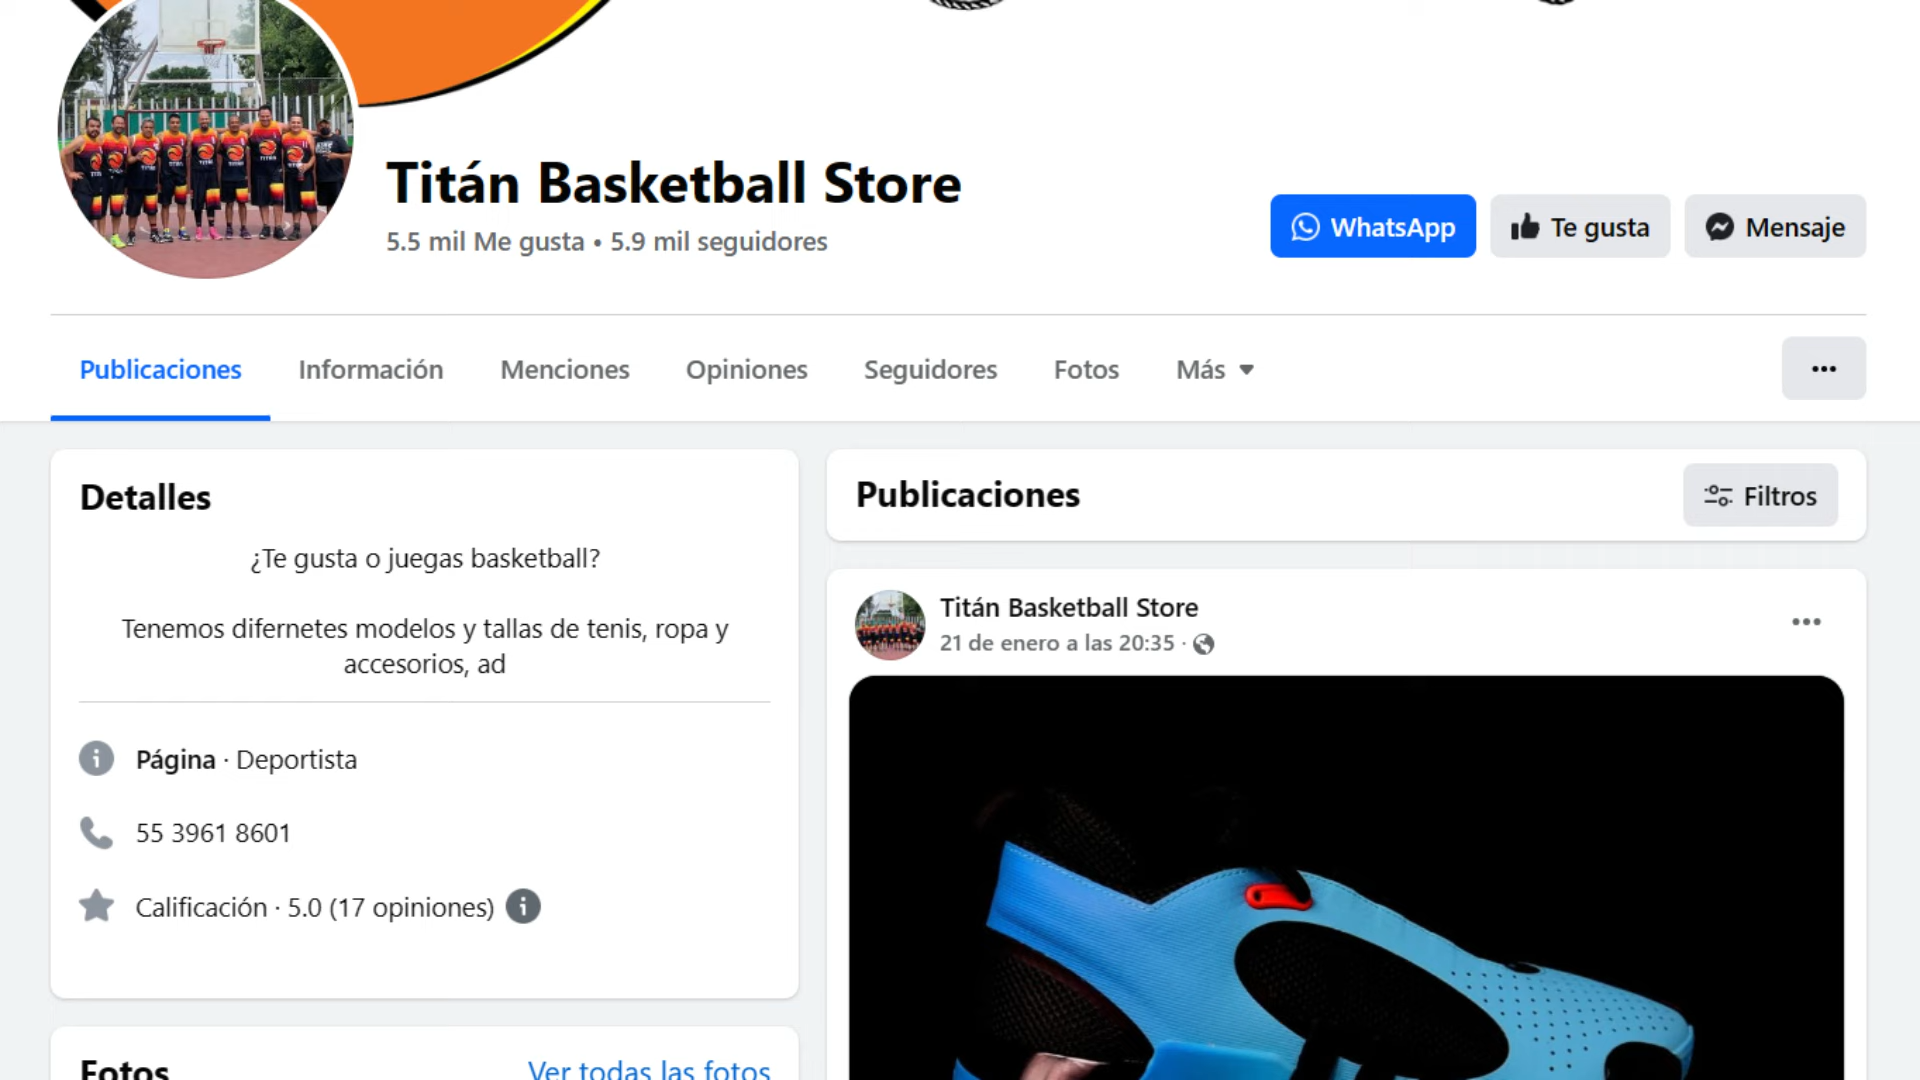 Titán Basketball Store
5.5 mil Me gusta • 5.9 mil seguidores
WhatsApp
Te gusta
Mensaje
Publicaciones
Información
Menciones
Opiniones
Seguidores
Fotos
Más
Detalles
¿Te gusta o juegas basketball?
Tenemos difernetes modelos y tallas de tenis, ropa y
accesorios, ad
Página · Deportista
55 3961 8601
Calificación · 5.0 (17 opiniones)
Fotos
Ver todas las fotos
Publicaciones
Filtros
Titán Basketball Store
21 de enero a las 20:35 ·